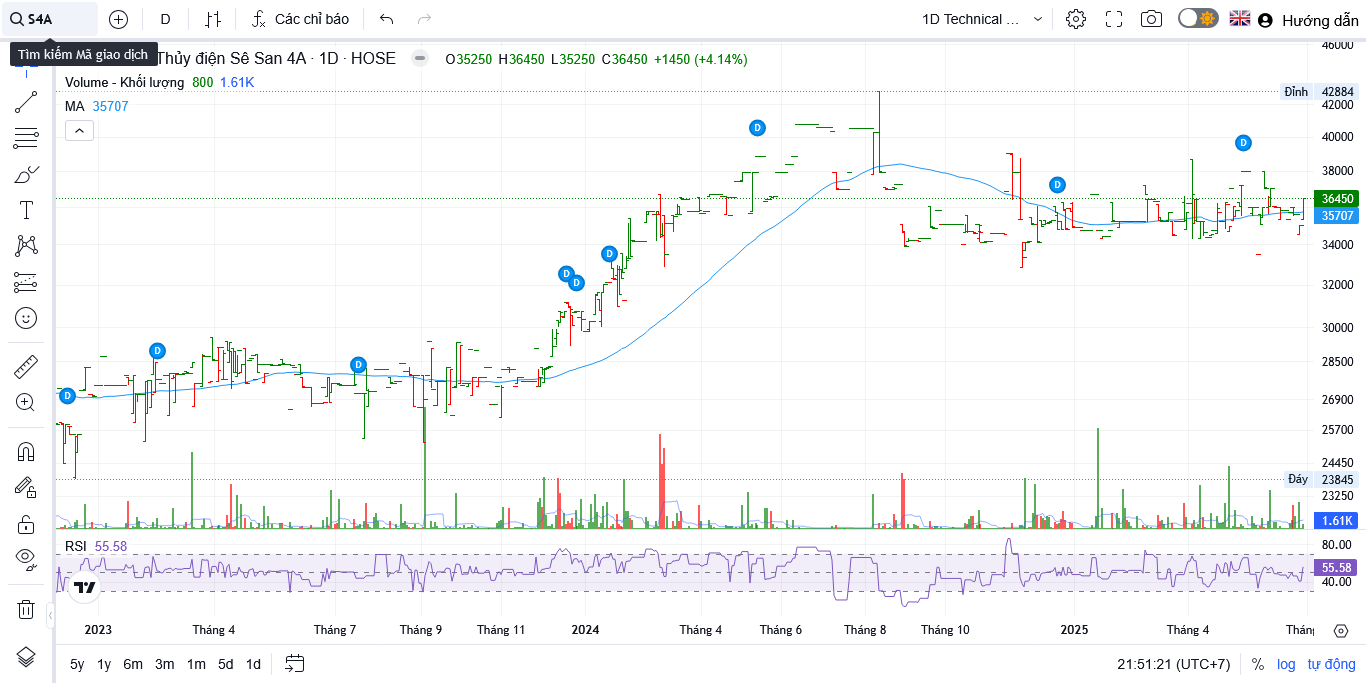 S4A
D
Các chỉ báo
1D Technical ...
Hướng dẫn
Tìm kiếm Mã giao dịch
Thủy điện Sê San 4A · 1D · HOSE
O35250 H36450 L35250 C36450 +1450 (+4.14%)
Volume - Khối lượng 800 1.61K
MA 35707
46000
Đỉnh 42884
42000
40000
38000
36450
35707
34000
32000
30000
28500
26900
25700
24450
Đáy 23845
23250
1.61K
D
D
D
D
D
D
D
D
D
RSI 55.58
80.00
55.58
40.00
2023 Tháng 4 Tháng 7 Tháng 9 Tháng 11 2024 Tháng 4 Tháng 6 Tháng 8 Tháng 10 2025 Tháng 4
5y 1y 6m 3m 1m 5d 1d
21:51:21 (UTC+7) % log tự động